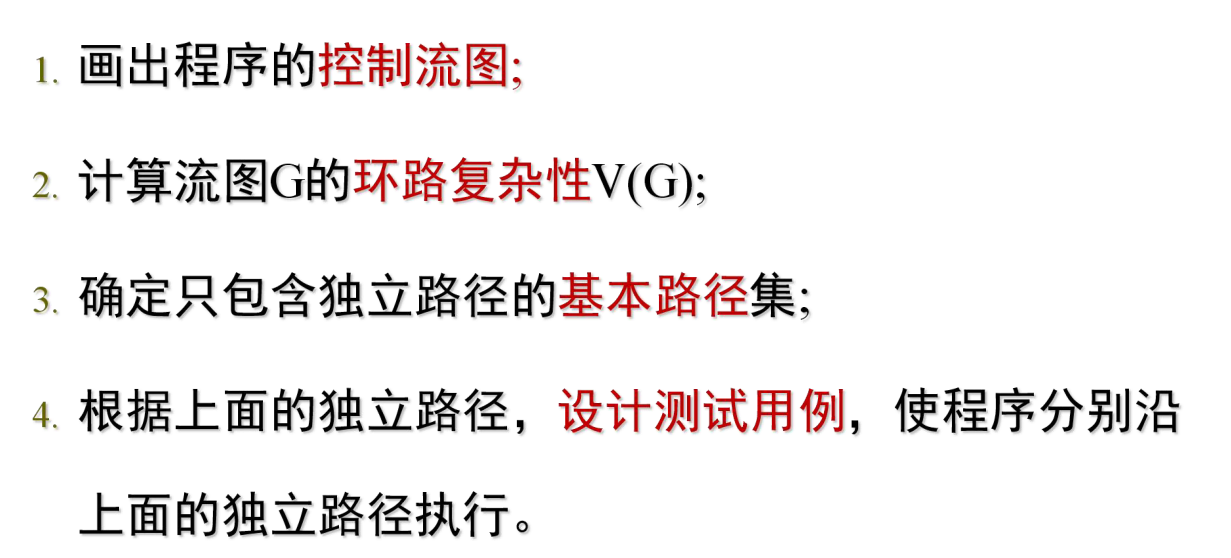 1. 画出程序的控制流图;
2. 计算流图G的环路复杂性V(G);
3. 确定只包含独立路径的基本路径集;
4. 根据上面的独立路径，设计测试用例，使程序分别沿
上面的独立路径执行。